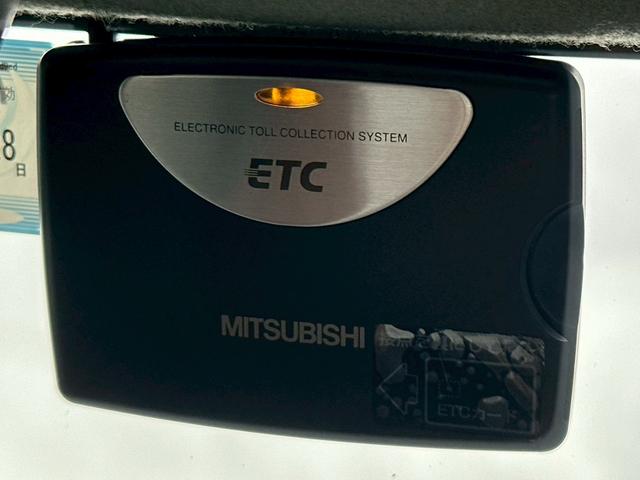 8
日
ELECTRONIC TOLL COLLECTION SYSTEM
ETC
MITSUBISHI
ETCカード